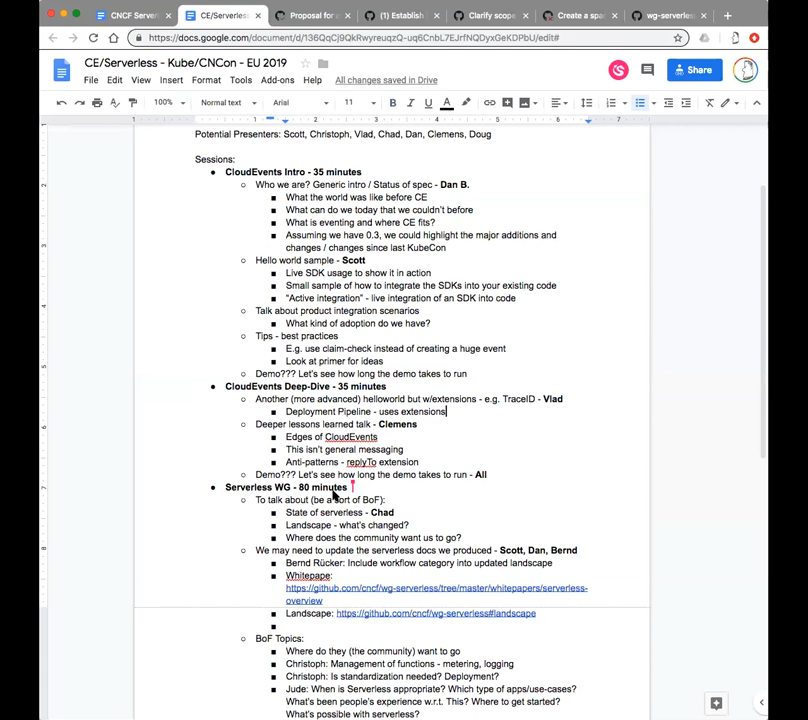 CNCF Server
CE/Serverless
Proposal for
(1) Establish
Clarify scope
Create a spa
wg-serverles
https://docs.google.com/document/d/136QqCj9QkRwyreuqzQ-uq6CnbL7EJrfNQDyxGeKDPbU/edit#
CE/Serverless - Kube/CNCon - EU 2019
File Edit View Insert Format Tools Add-ons Help All changes saved in Drive
Share
100% Normal text Arial 11
Potential Presenters: Scott, Christoph, Vlad, Chad, Dan, Clemens, Doug
Sessions:
CloudEvents Intro - 35 minutes
Who we are? Generic intro / Status of spec - Dan B.
What the world was like before CE
What can do we today that we couldn't before
What is eventing and where CE fits?
Assuming we have 0.3, we could highlight the major additions and
changes / changes since last KubeCon
Hello world sample - Scott
Live SDK usage to show it in action
Small sample of how to integrate the SDKs into your existing code
"Active integration" - live integration of an SDK into code
Talk about product integration scenarios
What kind of adoption do we have?
Tips - best practices
E.g. use claim-check instead of creating a huge event
Look at primer for ideas
Demo??? Let's see how long the demo takes to run
CloudEvents Deep-Dive - 35 minutes
Another (more advanced) helloworld but w/extensions - e.g. TraceID - Vlad
Deployment Pipeline - uses extensions
Deeper lessons learned talk - Clemens
Edges of CloudEvents
This isn't general messaging
Anti-patterns - replyTo extension
Demo??? Let's see how long the demo takes to run - All
Serverless WG - 80 minutes
To talk about (be a sort of BoF):
State of serverless - Chad
Landscape - what's changed?
Where does the community want us to go?
We may need to update the serverless docs we produced - Scott, Dan, Bernd
Bernd Rücker: Include workflow category into updated landscape
Whitepape:
https://github.com/cncf/wg-serverless/tree/master/whitepapers/serverless-
overview
Landscape: https://github.com/cncf/wg-serverless#landscape
BoF Topics:
Where do they (the community) want to go
Christoph: Management of functions - metering, logging
Christoph: Is standardization needed? Deployment?
Jude: When is Serverless appropriate? Which type of apps/use-cases?
What's been people's experience w.r.t. This? Where to get started?
What's possible with serverless?